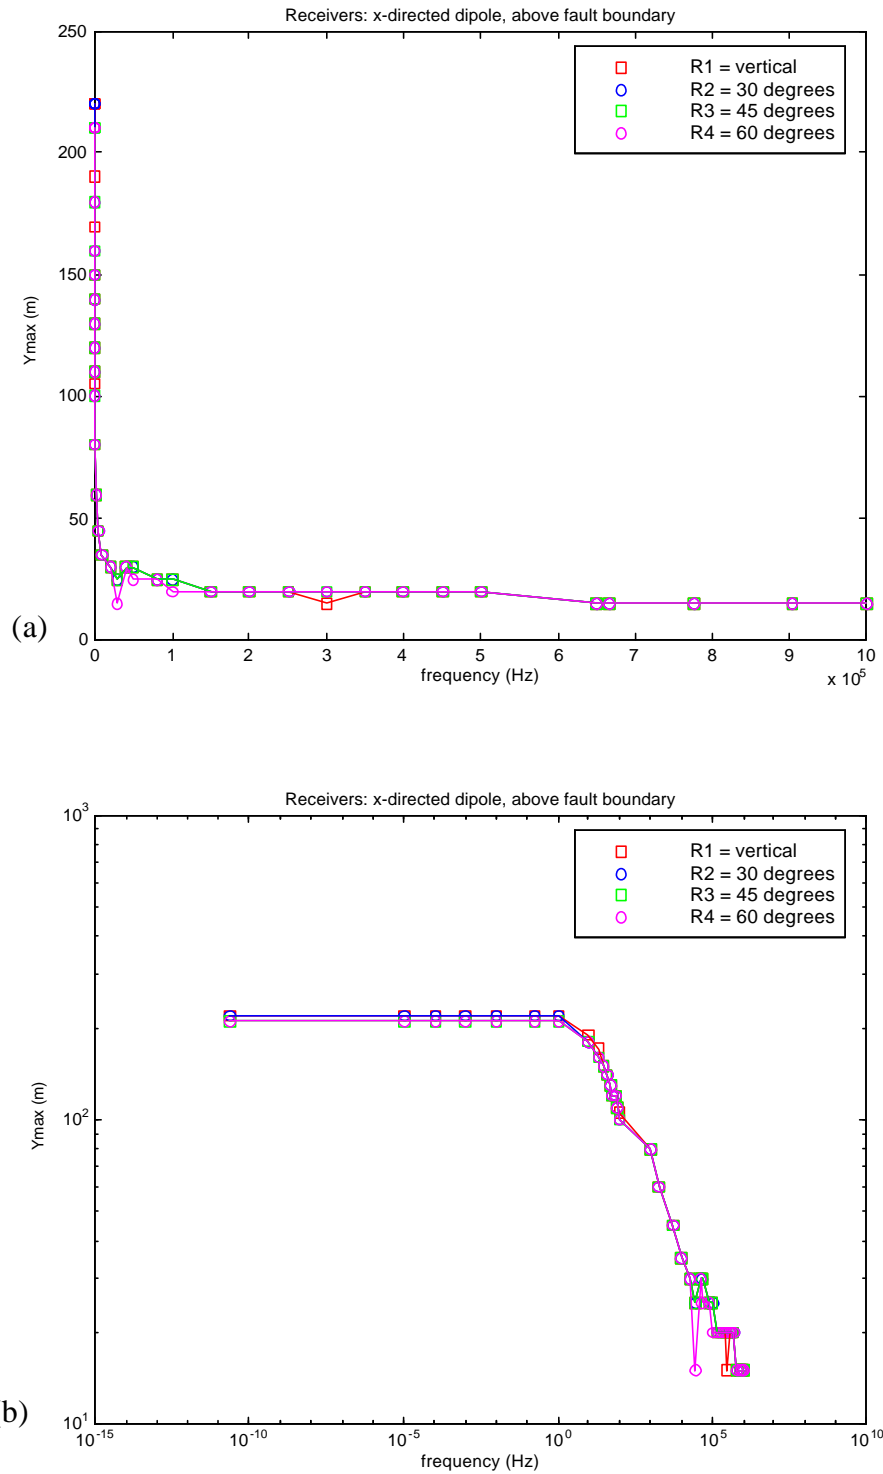 Receivers: x-directed dipole, above fault boundary
250
200
150
100
50
0
Ymax (m)
R1 = vertical
R2 = 30 degrees
R3 = 45 degrees
R4 = 60 degrees
(a)
0 1 2 3 4 5 6 7 8 9 10
frequency (Hz)
x 10^5
Receivers: x-directed dipole, above fault boundary
10^3
10^2
10^1
Ymax (m)
R1 = vertical
R2 = 30 degrees
R3 = 45 degrees
R4 = 60 degrees
b)
10^-15 10^-10 10^-5 10^0 10^5 10^10
frequency (Hz)